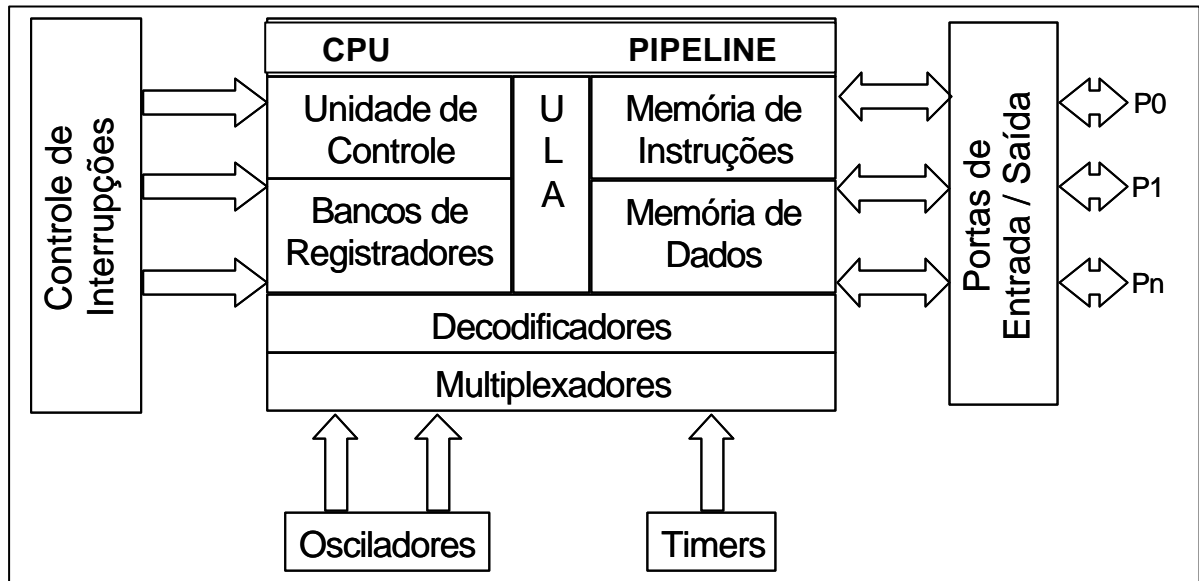 CPU PIPELINE
Controle de
Interrupções
Unidade de
Controle
U
L
A
Memória de
Instruções
Bancos de
Registradores
Memória de
Dados
Decodificadores
Multiplexadores
Osciladores
Timers
Portas de
Entrada / Saída
P0
P1
Pn